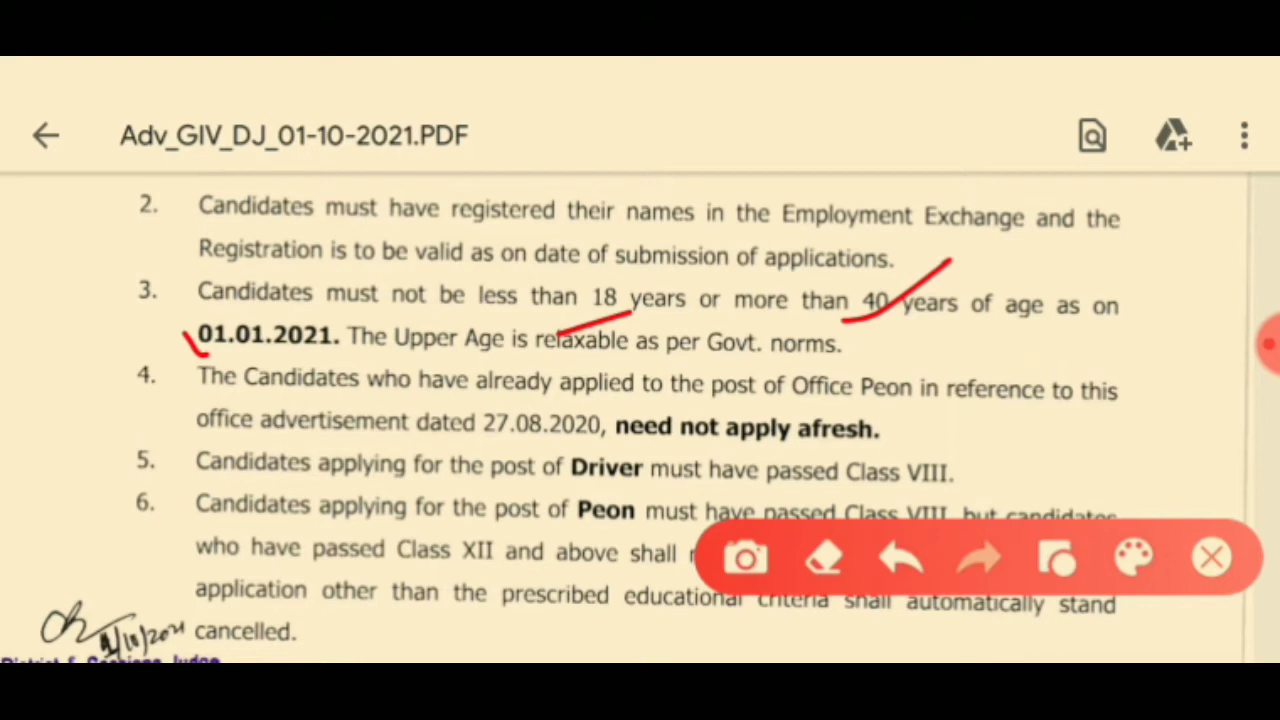 Adv_GIV_DJ_01-10-2021.PDF
2. Candidates must have registered their names in the Employment Exchange and the
Registration is to be valid as on date of submission of applications.
3. Candidates must not be less than 18 years or more than 40 years of age as on
01.01.2021. The Upper Age is relaxable as per Govt. norms.
4. The Candidates who have already applied to the post of Office Peon in reference to this
office advertisement dated 27.08.2020, need not apply afresh.
5. Candidates applying for the post of Driver must have passed Class VIII.
6. Candidates applying for the post of Peon must have passed Class VIII, but candidates
who have passed Class XII and above shall
application other than the prescribed educational criteria shall automatically stand
cancelled.
/10/2021
District & Sessions Judge